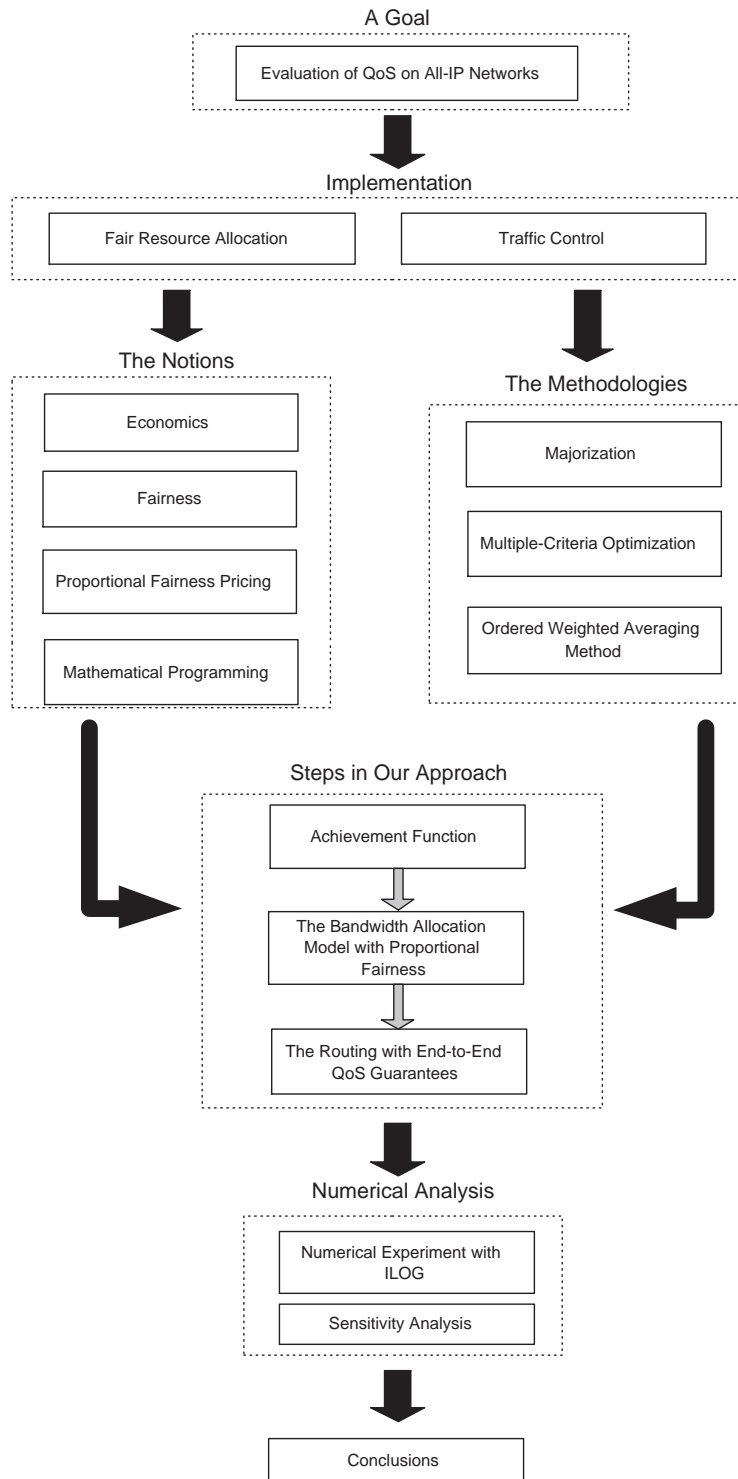 A Goal
Evaluation of QoS on All-IP Networks
Implementation
Fair Resource Allocation
Traffic Control
The Notions
Economics
Fairness
Proportional Fairness Pricing
Mathematical Programming
The Methodologies
Majorization
Multiple-Criteria Optimization
Ordered Weighted Averaging
Method
Steps in Our Approach
Achievement Function
The Bandwidth Allocation
Model with Proportional
Fairness
The Routing with End-to-End
QoS Guarantees
Numerical Analysis
Numerical Experiment with
ILOG
Sensitivity Analysis
Conclusions